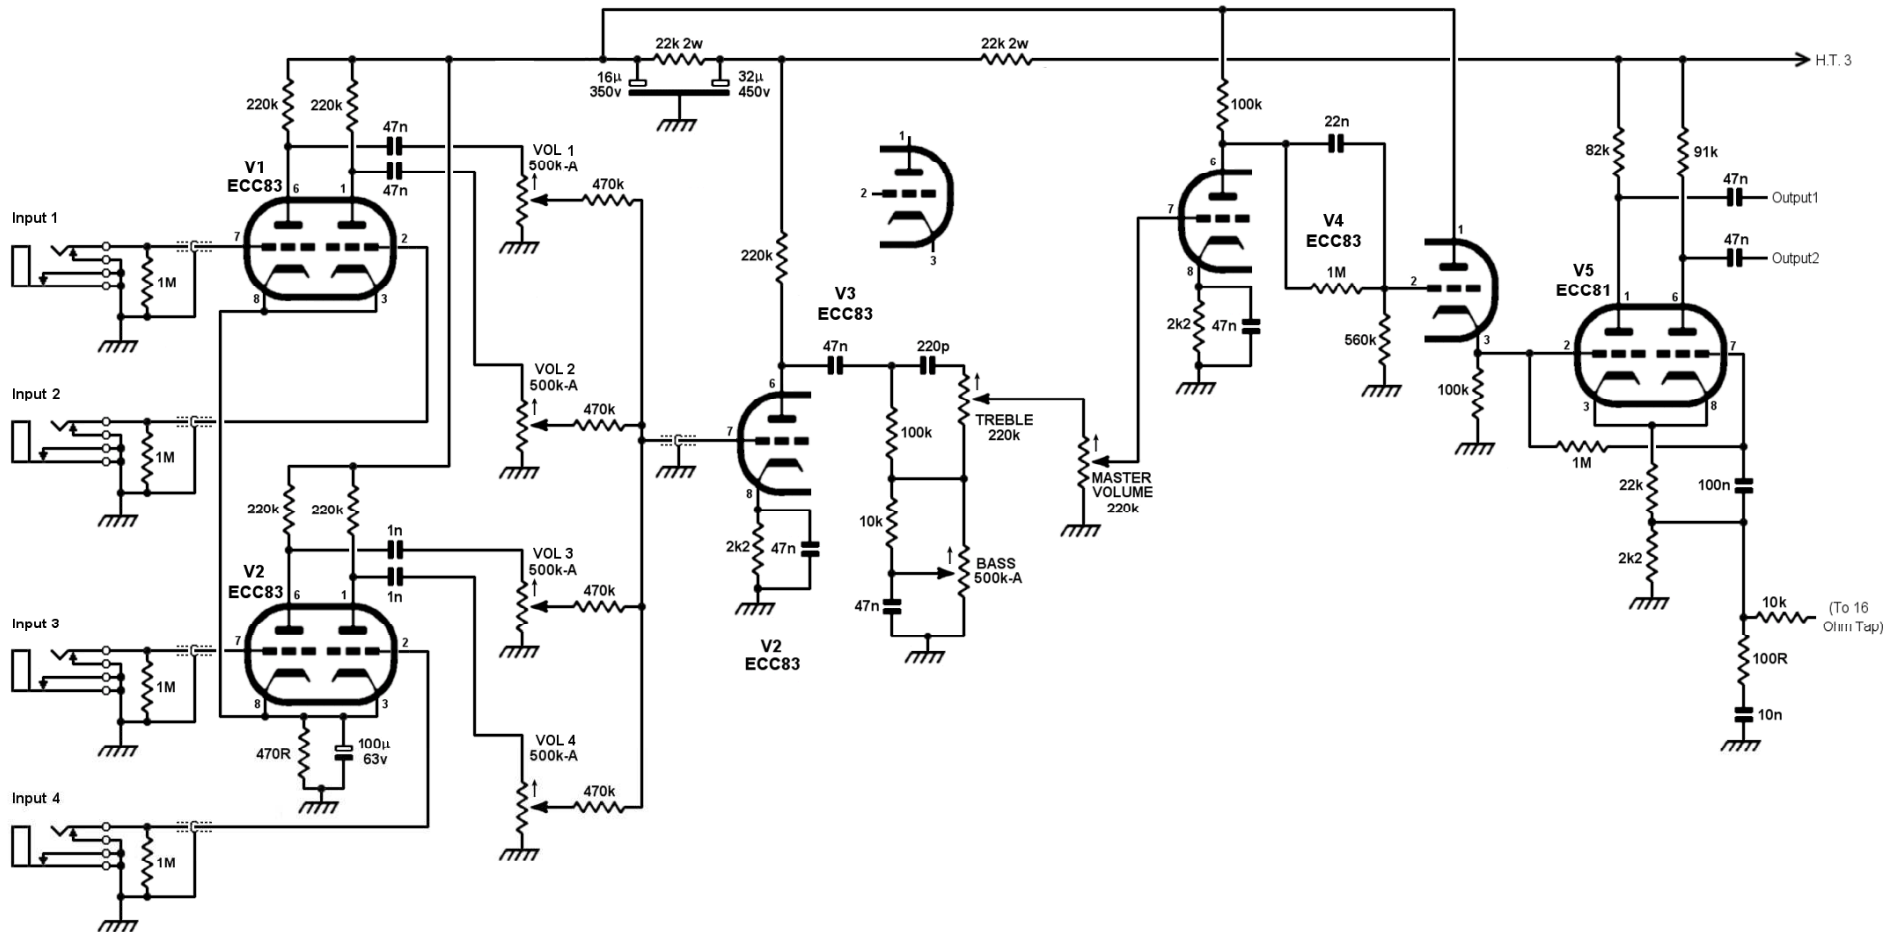 22k 2w
22k 2w
H.T. 3
16µ
350v
32µ
450v
220k
220k
100k
47n
47n
VOL 1
500k-A
V1
ECC83
6
1
7
2
8
3
470k
Input 1
1M
1
2
3
6
7
8
100k
22n
V4
ECC83
1M
560k
2k2
47n
1
2
3
82k
91k
47n
Output1
47n
Output2
V5
ECC81
1
6
2
7
3
8
1M
22k
100n
2k2
10k
(To 16
Ohm Tap)
100R
10n
220k
V3
ECC83
47n
220p
6
7
8
100k
TREBLE
220k
MASTER
VOLUME
220k
10k
BASS
500k-A
47n
2k2
47n
V2
ECC83
Input 2
1M
VOL 2
500k-A
470k
220k
220k
1n
1n
VOL 3
500k-A
470k
V2
ECC83
6
1
7
2
8
3
Input 3
1M
470R
100µ
63v
VOL 4
500k-A
470k
Input 4
1M